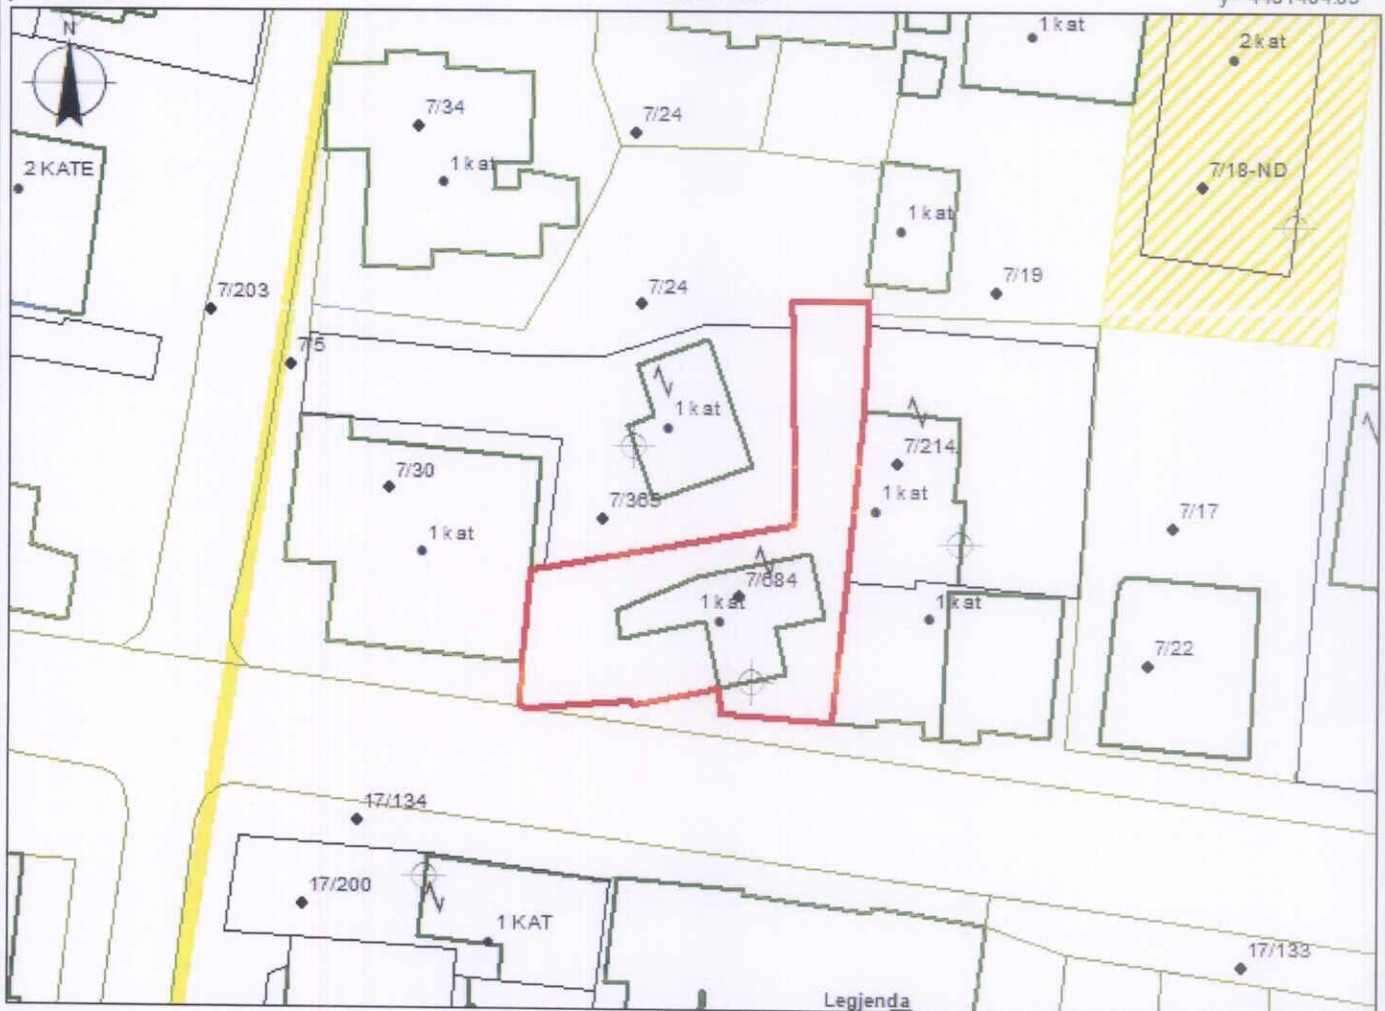 N
1 kat
2 kat
7/34
7/24
2 KATE
1 kat
7/18-ND
1 kat
7/203
7/24
7/19
7/5
1 kat
7/30
7/214
1 kat
7/365
1 kat
7/17
7/684
1 kat
1 kat
7/22
17/134
17/200
1 KAT
17/133
Legjenda